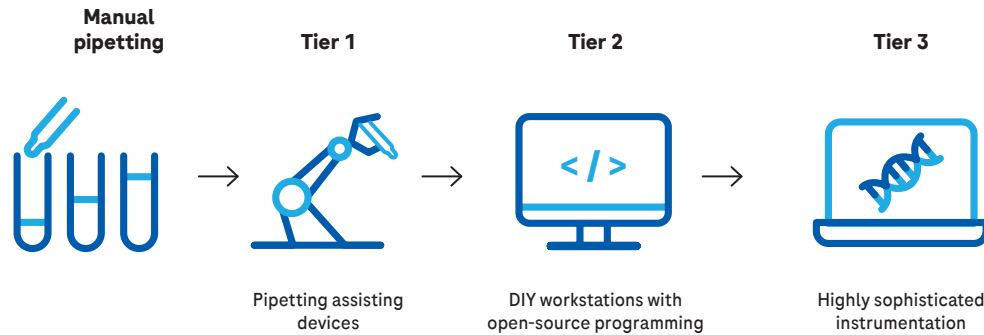 Manual
pipetting
Tier 1
Tier 2
Tier 3
</>
Pipetting assisting
devices
DIY workstations with
open-source programming
Highly sophisticated
instrumentation